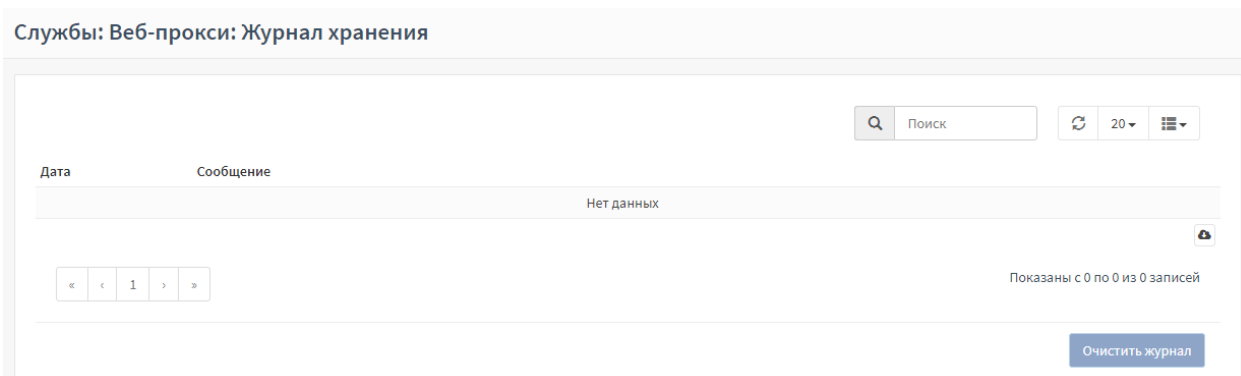 Службы: Веб-прокси: Журнал хранения
Поиск
20
Дата Сообщение
Нет данных
« ‹ 1 › »
Показаны с 0 по 0 из 0 записей
Очистить журнал